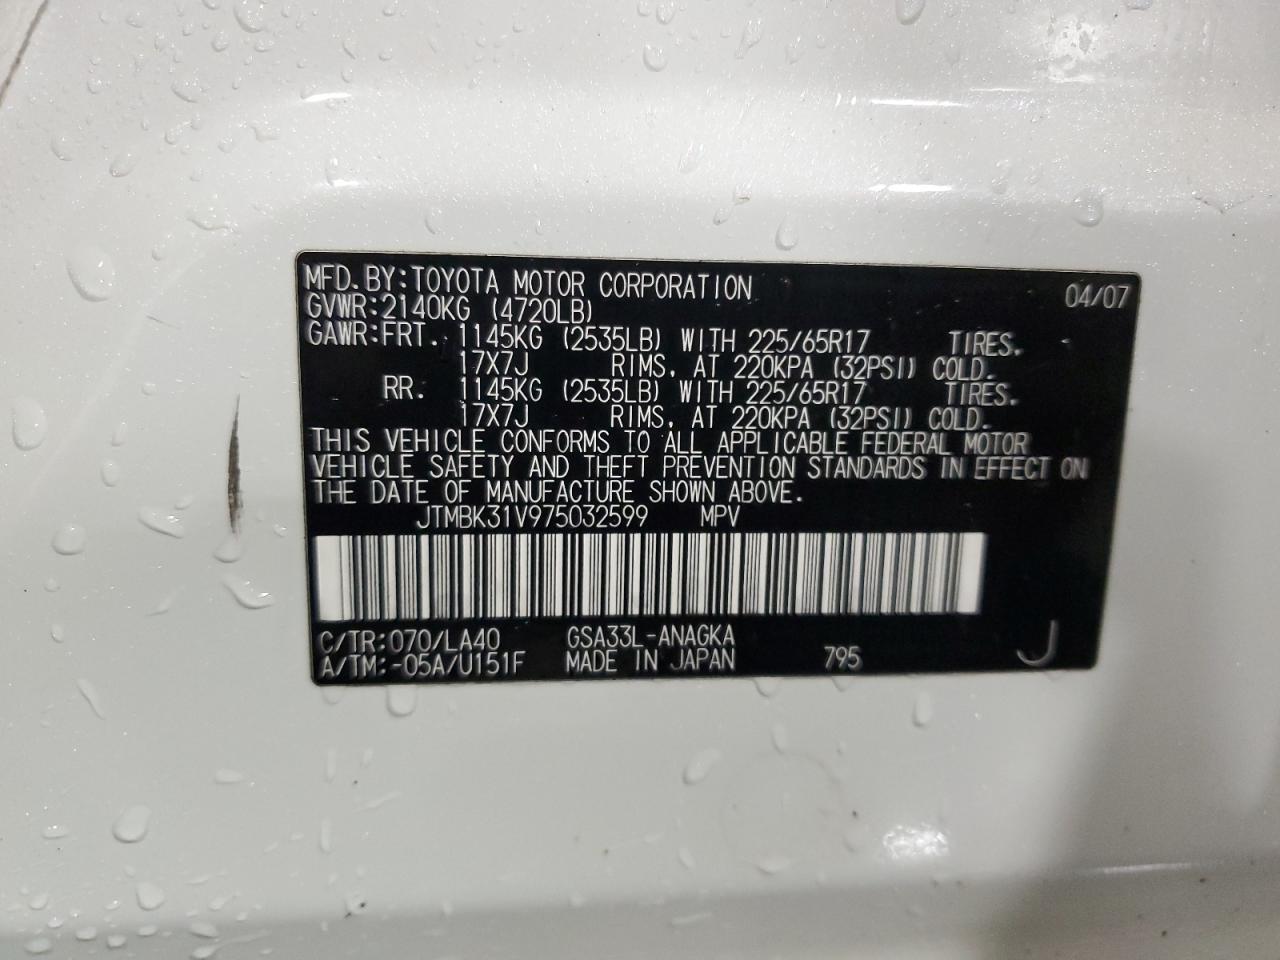 MFD.BY:TOYOTA MOTOR CORPORATION 04/07
GVWR:2140KG (4720LB)
GAWR:FRT. 1145KG (2535LB) WITH 225/65R17 TIRES,
17X7J RIMS, AT 220KPA (32PSI) COLD.
RR. 1145KG (2535LB) WITH 225/65R17 TIRES,
17X7J RIMS, AT 220KPA (32PSI) COLD.
THIS VEHICLE CONFORMS TO ALL APPLICABLE FEDERAL MOTOR
VEHICLE SAFETY AND THEFT PREVENTION STANDARDS IN EFFECT ON
THE DATE OF MANUFACTURE SHOWN ABOVE.
JTMBK31V975032599 MPV
C/TR:070/LA40 GSA33L-ANAGKA
A/TM:-05A/U151F MADE IN JAPAN 795 J